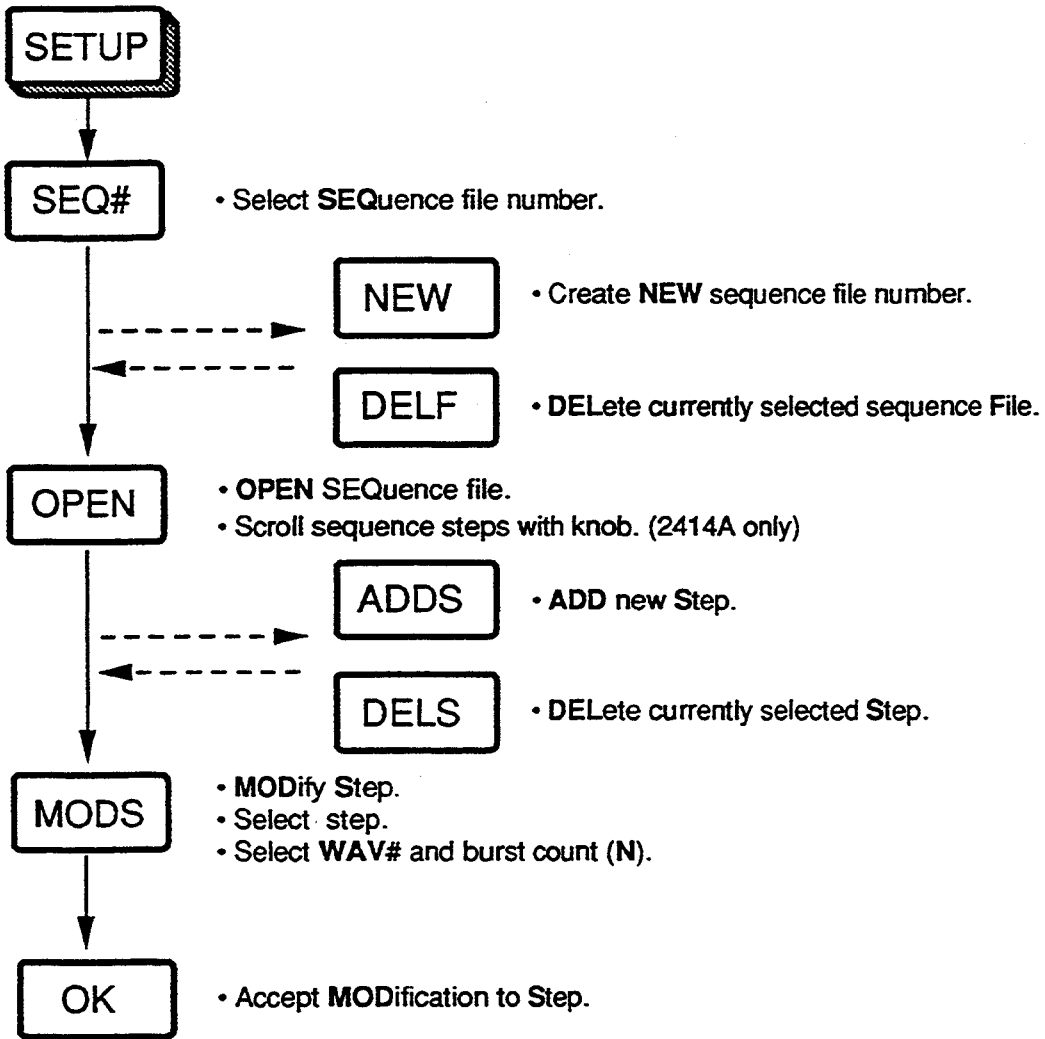 SETUP
SEQ#
• Select SEQuence file number.
NEW
• Create NEW sequence file number.
DELF
• DELete currently selected sequence File.
OPEN
• OPEN SEQuence file.
• Scroll sequence steps with knob. (2414A only)
ADDS
• ADD new Step.
DELS
• DELete currently selected Step.
MODS
• MODify Step.
• Select step.
• Select WAV# and burst count (N).
OK
• Accept MODification to Step.